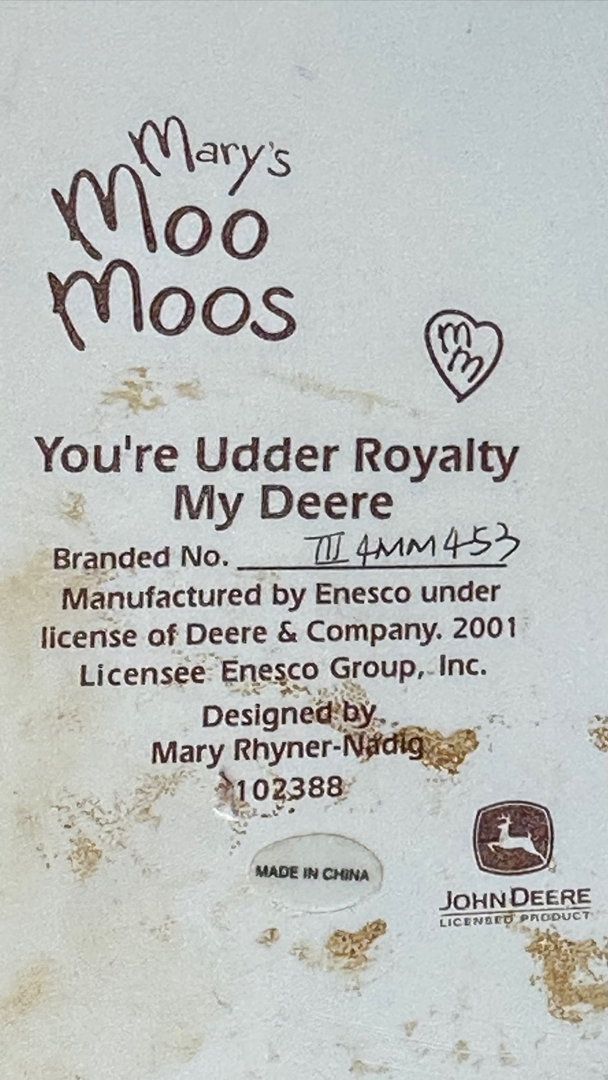 Mary's
Moo
Moos
MM
You're Udder Royalty
My Deere
Branded No. III 4MM453
Manufactured by Enesco under
license of Deere & Company. 2001
Licensee Enesco Group, Inc.
Designed by
Mary Rhyner-Nadig
102388
MADE IN CHINA
JOHN DEERE
LICENSED PRODUCT